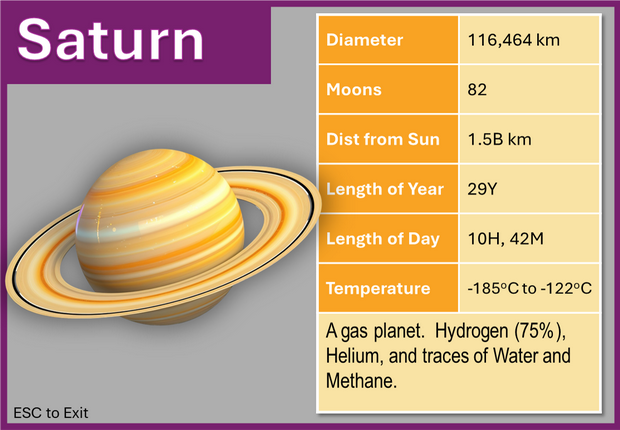 Saturn
Diameter 116,464 km
Moons 82
Dist from Sun 1.5B km
Length of Year 29Y
Length of Day 10H, 42M
Temperature -185°C to -122°C
A gas planet. Hydrogen (75%),
Helium, and traces of Water and
Methane.
ESC to Exit